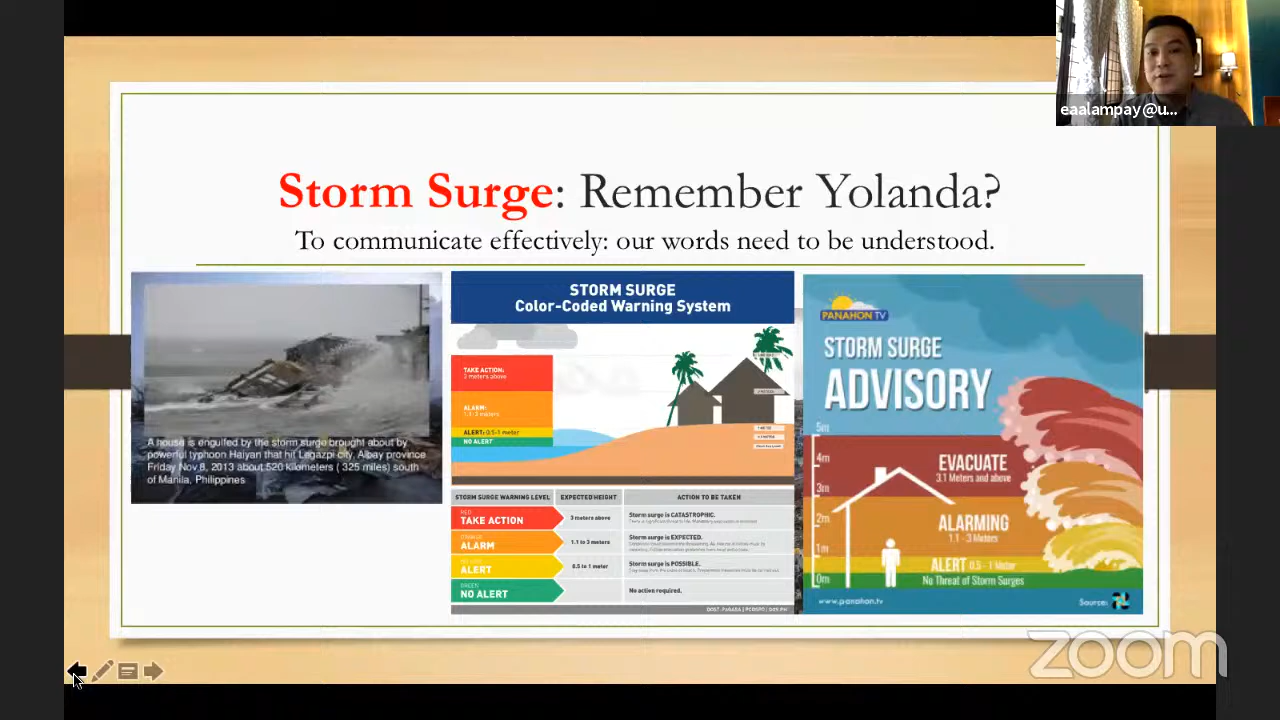 eaalampay@u...
Storm Surge: Remember Yolanda?
To communicate effectively: our words need to be understood.
A house is engulfed by the storm surge brought about by
powerful typhoon Haiyan that hit Legazpi city, Albay province
Friday Nov.8, 2013 about 520 kilometers ( 325 miles) south
of Manila, Philippines
STORM SURGE
Color-Coded Warning System
TAKE ACTION:
3 meters above
ALARM:
1.1-3 meters
ALERT: 0.5-1 meter
NO ALERT
STORM SURGE WARNING LEVEL EXPECTED HEIGHT ACTION TO BE TAKEN
RED
TAKE ACTION 3 meters above Storm surge is CATASTROPHIC.
ALARM 1.1 to 3 meters Storm surge is EXPECTED.
ALERT 0.5 to 1 meter Storm surge is POSSIBLE.
GREEN
NO ALERT No action required.
PANAHON TV
STORM SURGE
ADVISORY
5m
4m
3m
2m
1m
0m
EVACUATE
3.1 Meters and above
ALARMING
1.1 - 3 Meters
ALERT 0.5 - 1 Meter
No Threat of Storm Surges
www.panahon.tv
Source:
zoom